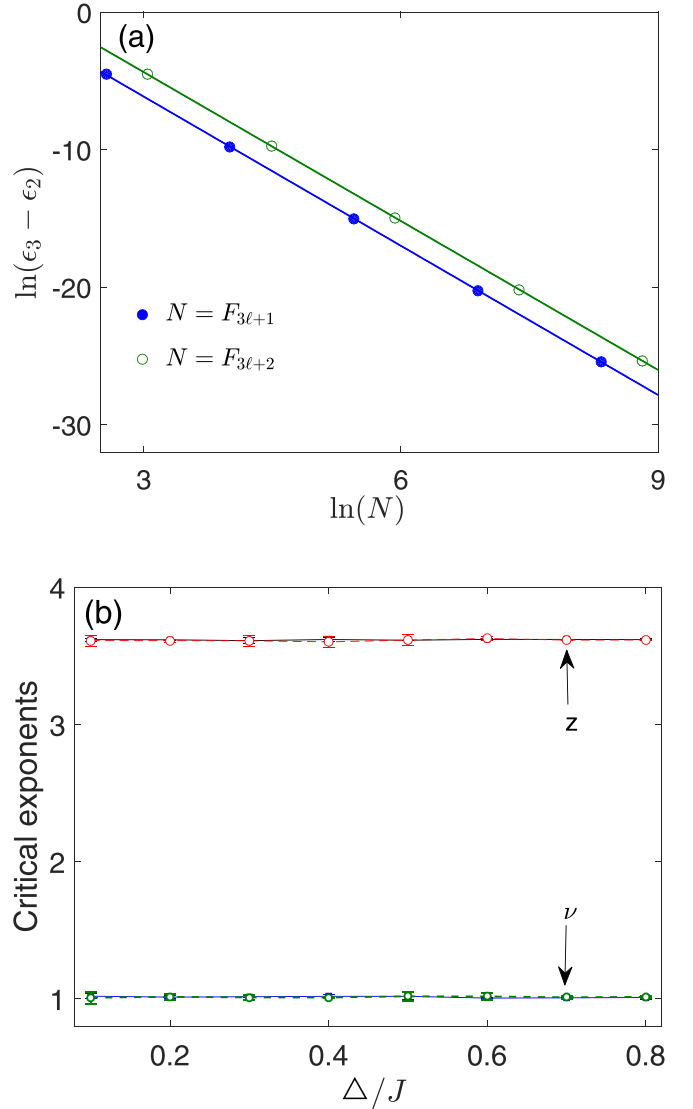 (a)
0
-10
-20
-30
ln(ϵ₃ − ϵ₂)
N = F₃ℓ₊₁
N = F₃ℓ₊₂
3
6
9
ln(N)
(b)
4
3
2
1
Critical exponents
z
ν
0.2
0.4
0.6
0.8
△/J